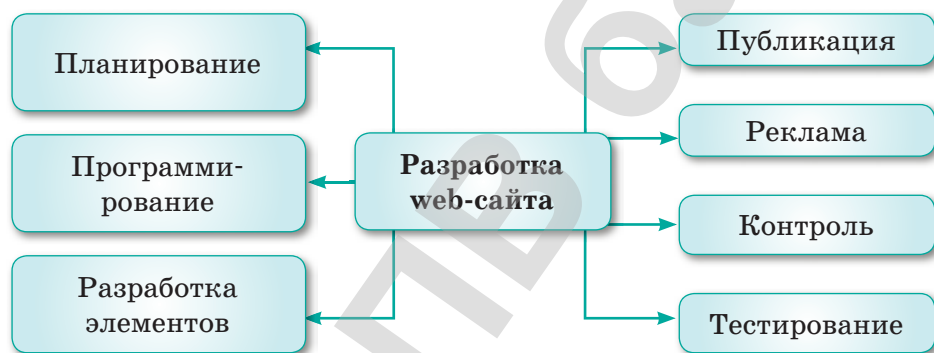 Планирование
Программи-
рование
Разработка
элементов
Разработка
web-сайта
Публикация
Реклама
Контроль
Тестирование